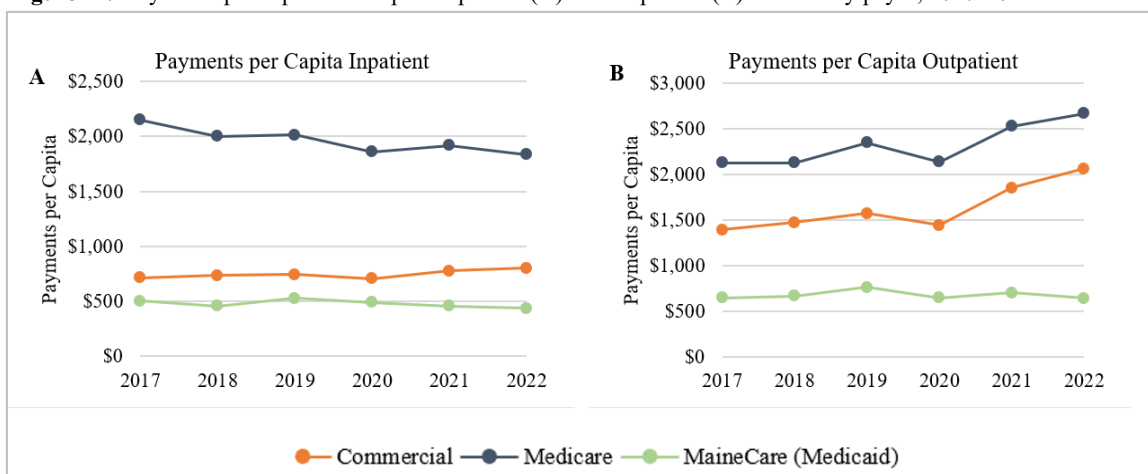 A Payments per Capita Inpatient
$2,500
$2,000
$1,500
$1,000
$500
$0
Payments per Capita
2017 2018 2019 2020 2021 2022
B Payments per Capita Outpatient
$3,000
$2,500
$2,000
$1,500
$1,000
$500
$0
Payments per Capita
2017 2018 2019 2020 2021 2022
Commercial Medicare MaineCare (Medicaid)